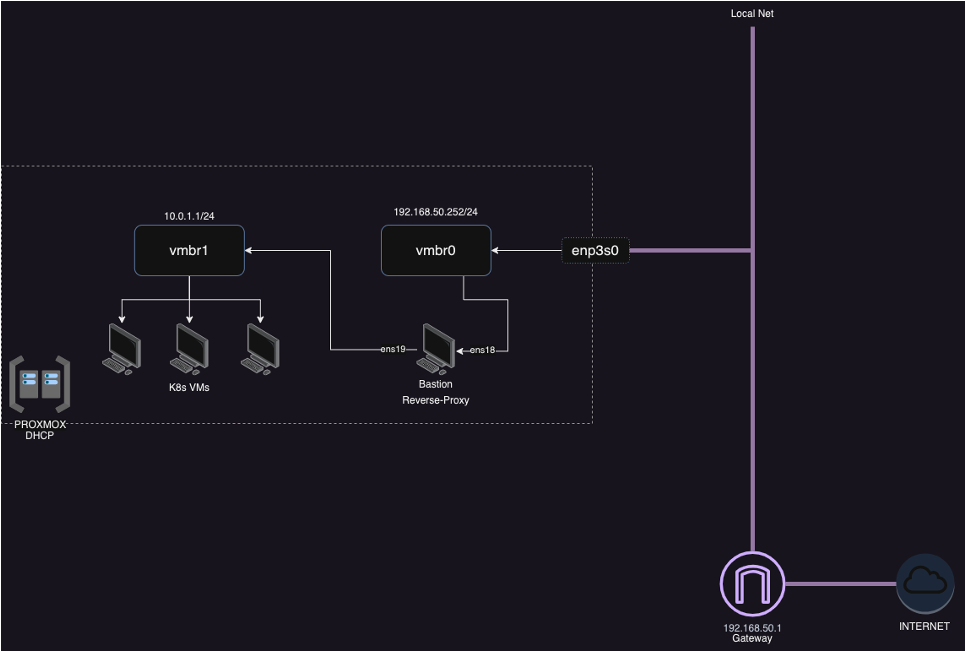 Local Net
10.0.1.1/24
192.168.50.252/24
vmbr1
vmbr0
enp3s0
ens19
ens18
K8s VMs
Bastion
Reverse-Proxy
PROXMOX
DHCP
192.168.50.1
Gateway
INTERNET